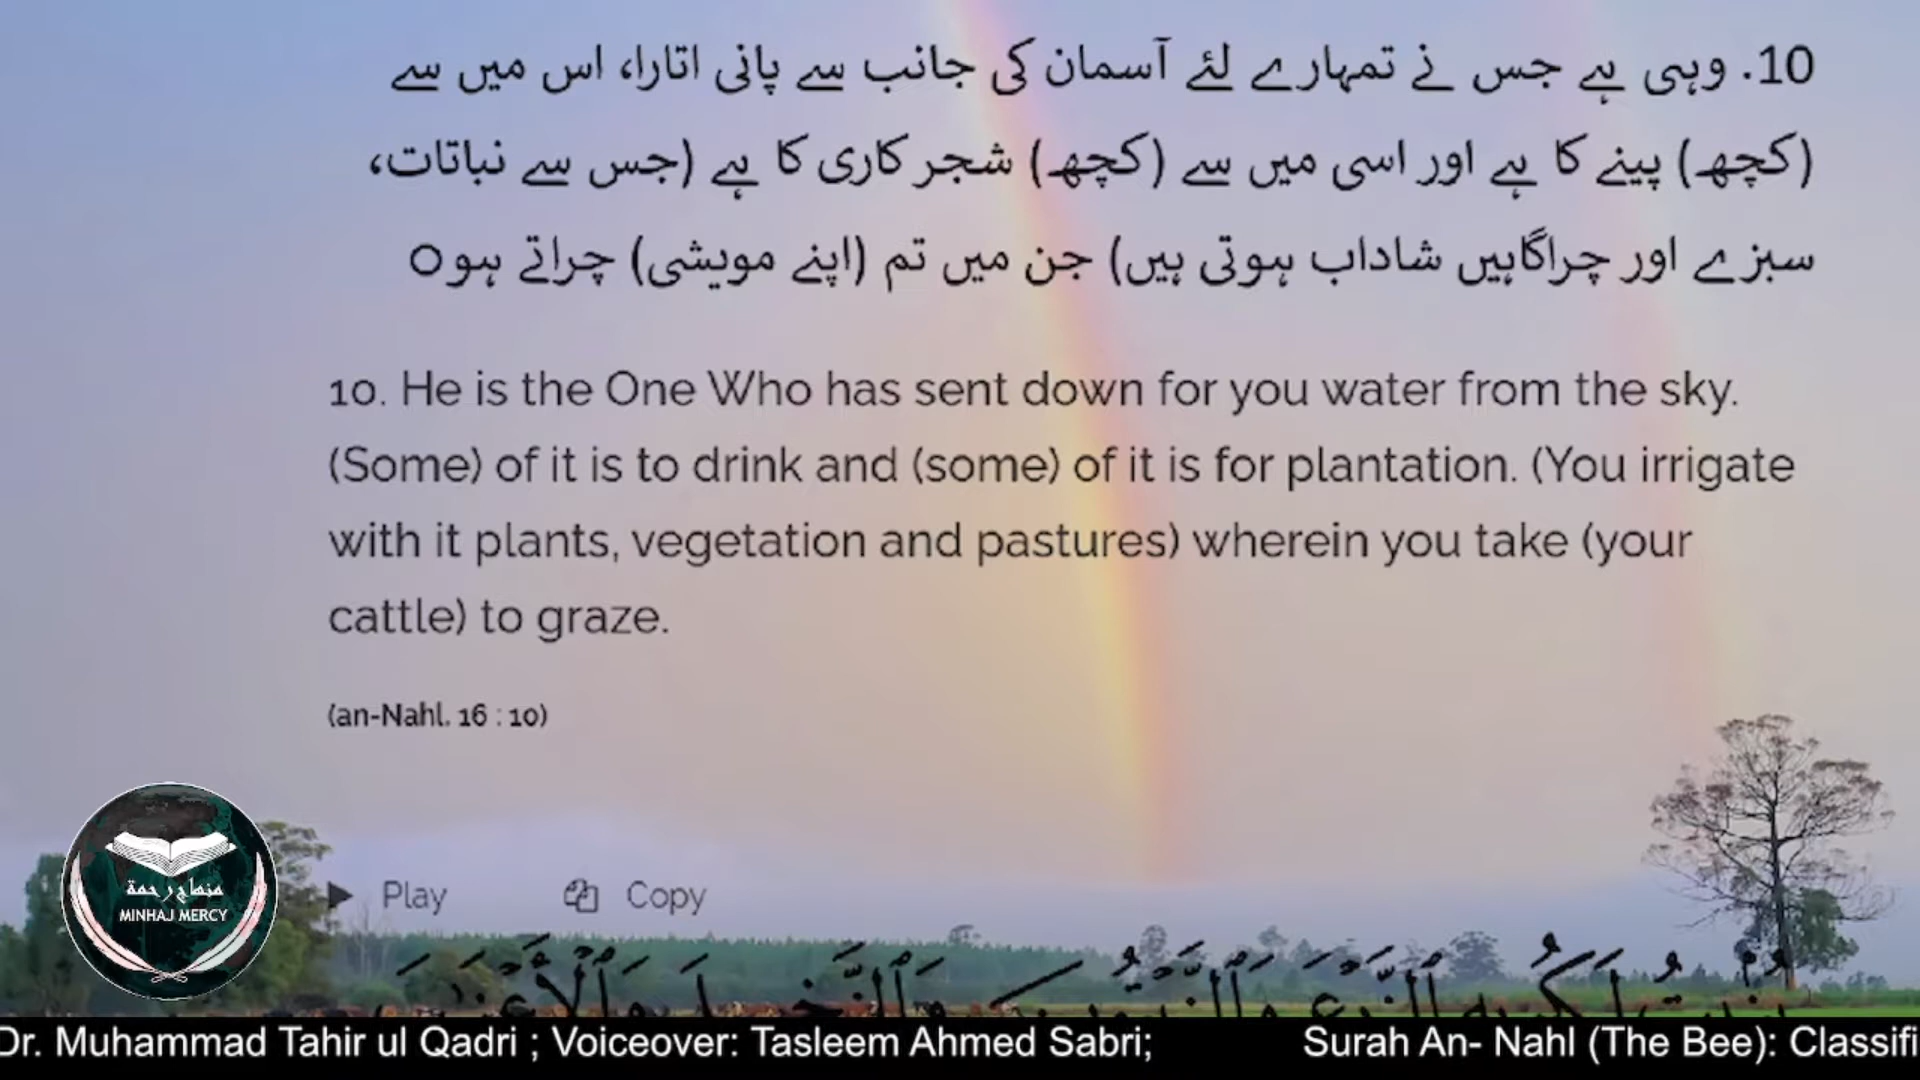 10. وہی ہے جس نے تمہارے لئے آسمان کی جانب سے پانی اتارا، اس میں سے
(کچھ) پینے کا ہے اور اسی میں سے (کچھ) شجر کاری کا ہے (جس سے نباتات،
سبزے اور چراگاہیں شاداب ہوتی ہیں) جن میں تم (اپنے مویشی) چراتے ہوo
10. He is the One Who has sent down for you water from the sky.
(Some) of it is to drink and (some) of it is for plantation. (You irrigate
with it plants, vegetation and pastures) wherein you take (your
cattle) to graze.
(an-Nahl. 16 : 10)
منهاج رحمة
MINHAJ MERCY
Play Copy
Dr. Muhammad Tahir ul Qadri ; Voiceover: Tasleem Ahmed Sabri; Surah An- Nahl (The Bee): Classifi